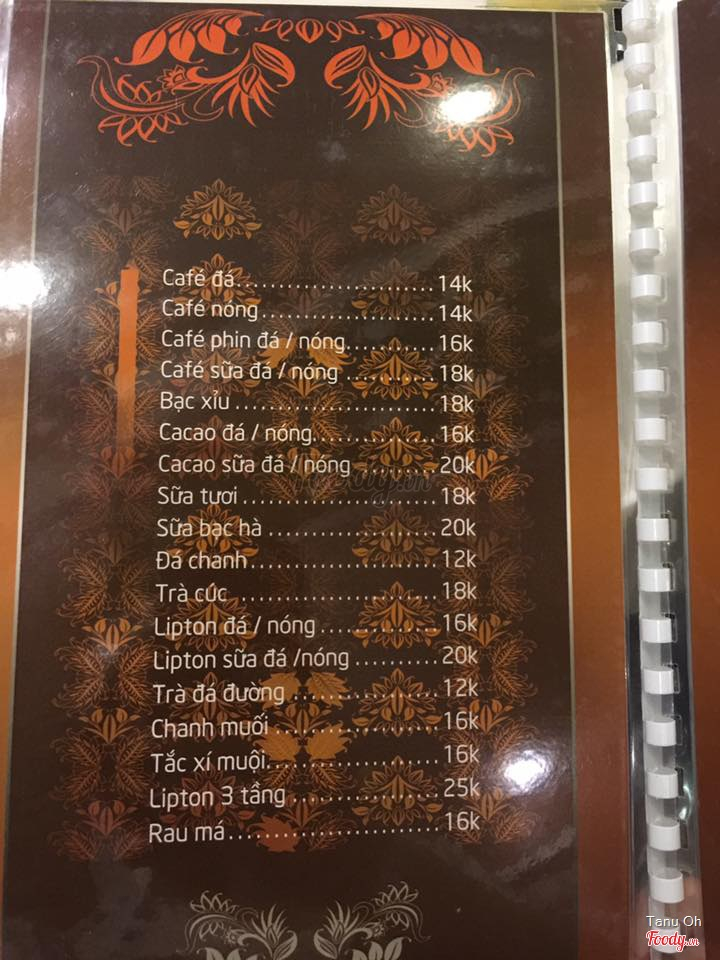 Café đá........................14k
Café nóng......................14k
Café phin đá / nóng...........16k
Café sữa đá / nóng ...........18k
Bạc xỉu ........................18k
Cacao đá / nóng...............16k
Cacao sữa đá / nóng ..........20k
Sữa tươi .......................18k
Sữa bạc hà .....................20k
Đá chanh.......................12k
Trà cúc .........................18k
Lipton đá / nóng ..............16k
Lipton sữa đá /nóng ..........20k
Trà đá đường ..................12k
Chanh muối ....................16k
Tắc xí muội.....................16k
Lipton 3 tầng...................25k
Rau má..........................16k
Tanu Oh
Foody.vn